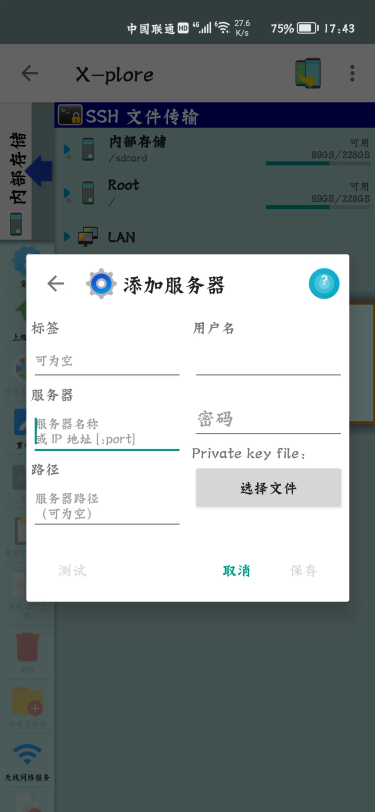 中国联通 HD 4G 6 27.6 K/s 75% 17:43
X-plore
SSH 文件传输
内部存储
内部存储
/sdcard
可用
89GB/228GB
Root
/
可用
89GB/228GB
LAN
添加服务器
?
标签
用户名
可为空
服务器
服务器名称
或 IP 地址 [:port]
密码
路径
Private key file:
服务器路径
（可为空）
选择文件
测试
取消
保存
无线网络服务